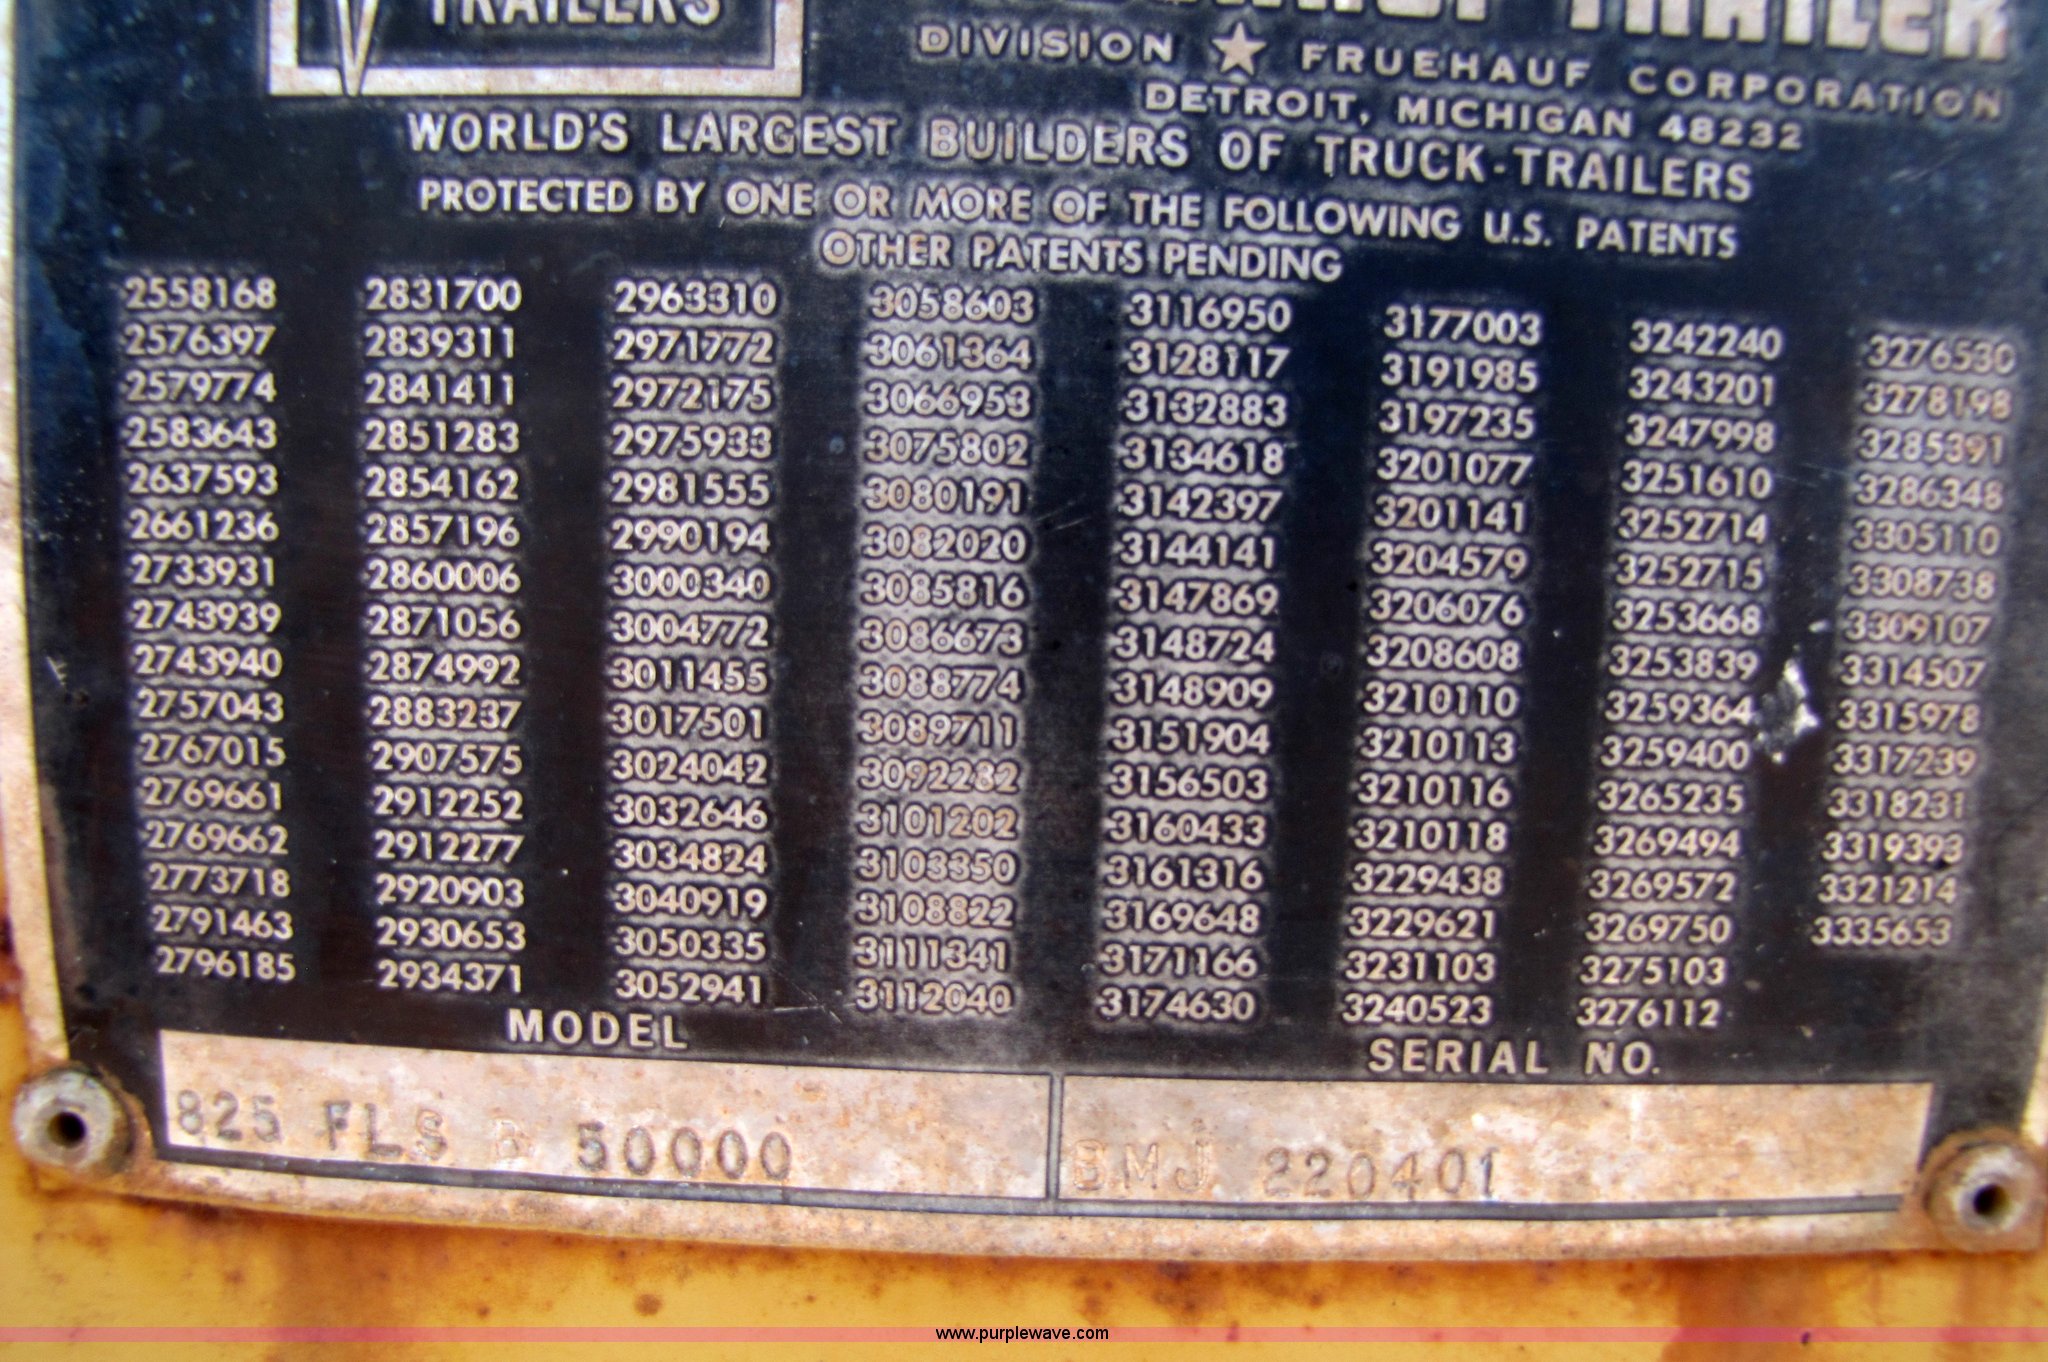 TRAILERS
TRAILER
DIVISION ★ FRUEHAUF CORPORATION
DETROIT, MICHIGAN 48232
WORLD'S LARGEST BUILDERS OF TRUCK-TRAILERS
PROTECTED BY ONE OR MORE OF THE FOLLOWING U.S. PATENTS
OTHER PATENTS PENDING
2558168 2831700 2963310 3058603 3116950 3177003 3242240 3276530
2576397 2839311 2971772 3061364 3128117 3191985 3243201 3278198
2579774 2841411 2972175 3066953 3132883 3197235 3247998 3285391
2583643 2851283 2975933 3075802 3134618 3201077 3251610 3286348
2637593 2854162 2981555 3080191 3142397 3201141 3252714 3305110
2661236 2857196 2990194 3082020 3144141 3204579 3252715 3308738
2733931 2860006 3000340 3085816 3147869 3206076 3253668 3309107
2743939 2871056 3004772 3086673 3148724 3208608 3253839 3314507
2743940 2874992 3011455 3088774 3148909 3210110 3259364 3315978
2757043 2883237 3017501 3089711 3151904 3210113 3259400 3317239
2767015 2907575 3024042 3092282 3156503 3210116 3265235 3318231
2769661 2912252 3032646 3101202 3160433 3210118 3269494 3319393
2769662 2912277 3034824 3103350 3161316 3229438 3269572 3321214
2773718 2920903 3040919 3108822 3169648 3229621 3269750 3335653
2791463 2930653 3050335 3111341 3171166 3231103 3275103
2796185 2934371 3052941 3112040 3174630 3240523 3276112
MODEL SERIAL NO.
825 FLS B 50000 BMJ 220401
www.purplewave.com